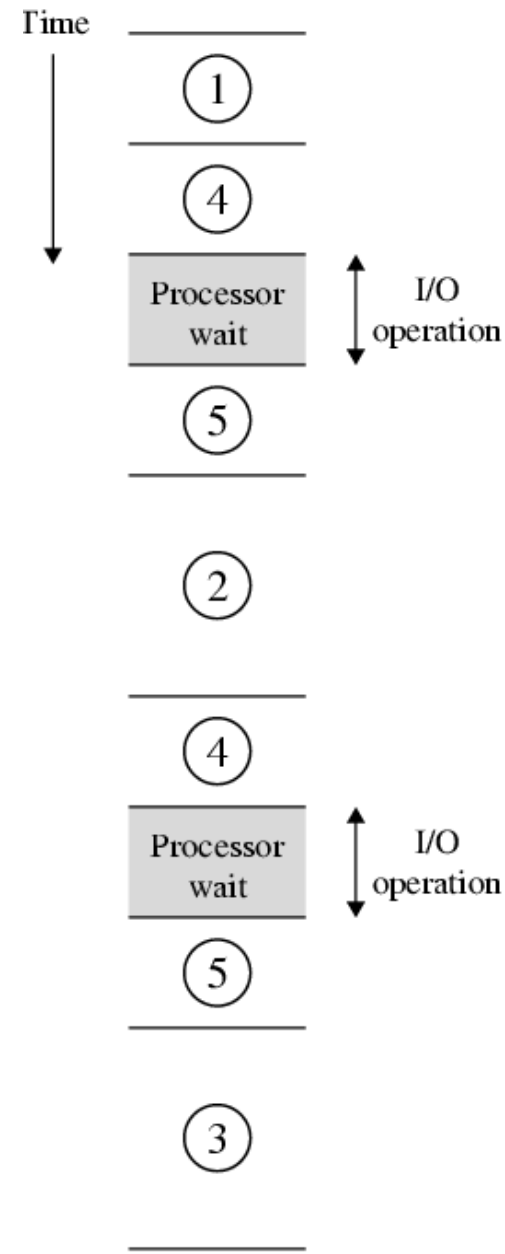 Time
1
4
Processor
wait
I/O
operation
5
2
4
Processor
wait
I/O
operation
5
3